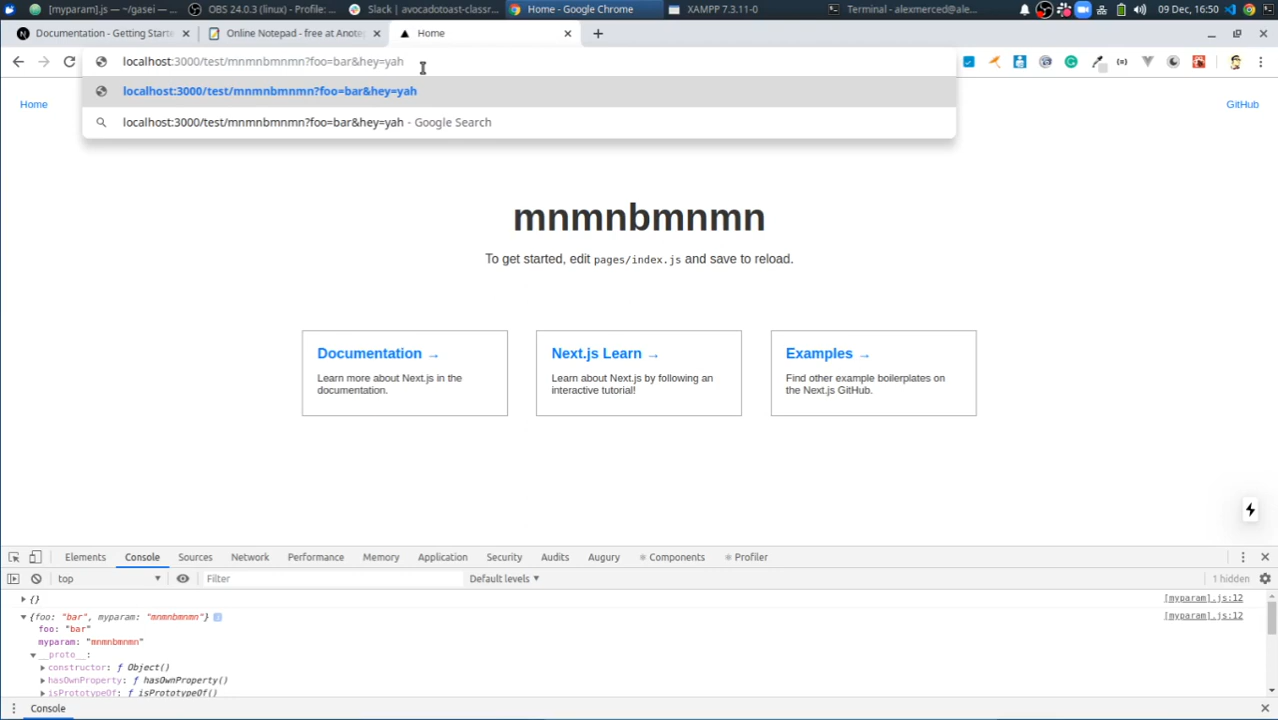 [myparam].js — ~/gasei — ...
OBS 24.0.3 (linux) - Profile: ...
Slack | avocadotoast-classr...
Home - Google Chrome
XAMPP 7.3.11-0
Terminal - alexmerced@ale...
09 Dec, 16:50
Documentation - Getting Starte
Online Notepad - free at Anotes
Home
localhost:3000/test/mnmnbmnmn?foo=bar&hey=yah
localhost:3000/test/mnmnbmnmn?foo=bar&hey=yah
localhost:3000/test/mnmnbmnmn?foo=bar&hey=yah - Google Search
Home
GitHub
mnmnbmnmn
To get started, edit pages/index.js and save to reload.
Documentation →
Learn more about Next.js in the
documentation.
Next.js Learn →
Learn about Next.js by following an
interactive tutorial!
Examples →
Find other example boilerplates on
the Next.js GitHub.
Elements Console Sources Network Performance Memory Application Security Audits Augury Components Profiler
top Filter Default levels 1 hidden
{} [myparam].js:12
{foo: "bar", myparam: "mnmnbmnmn"} [myparam].js:12
foo: "bar"
myparam: "mnmnbmnmn"
__proto__:
constructor: ƒ Object()
hasOwnProperty: ƒ hasOwnProperty()
isPrototypeOf: ƒ isPrototypeOf()
Console